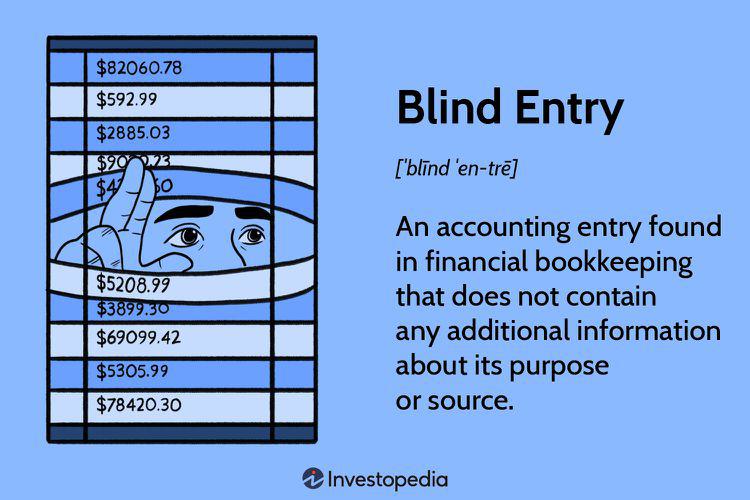 $82060.78
$592.99
$2885.03
$5208.99
$3899.30
$69099.42
$5305.99
$78420.30
Blind Entry
['blīnd 'en-trē]
An accounting entry found
in financial bookkeeping
that does not contain
any additional information
about its purpose
or source.
Investopedia